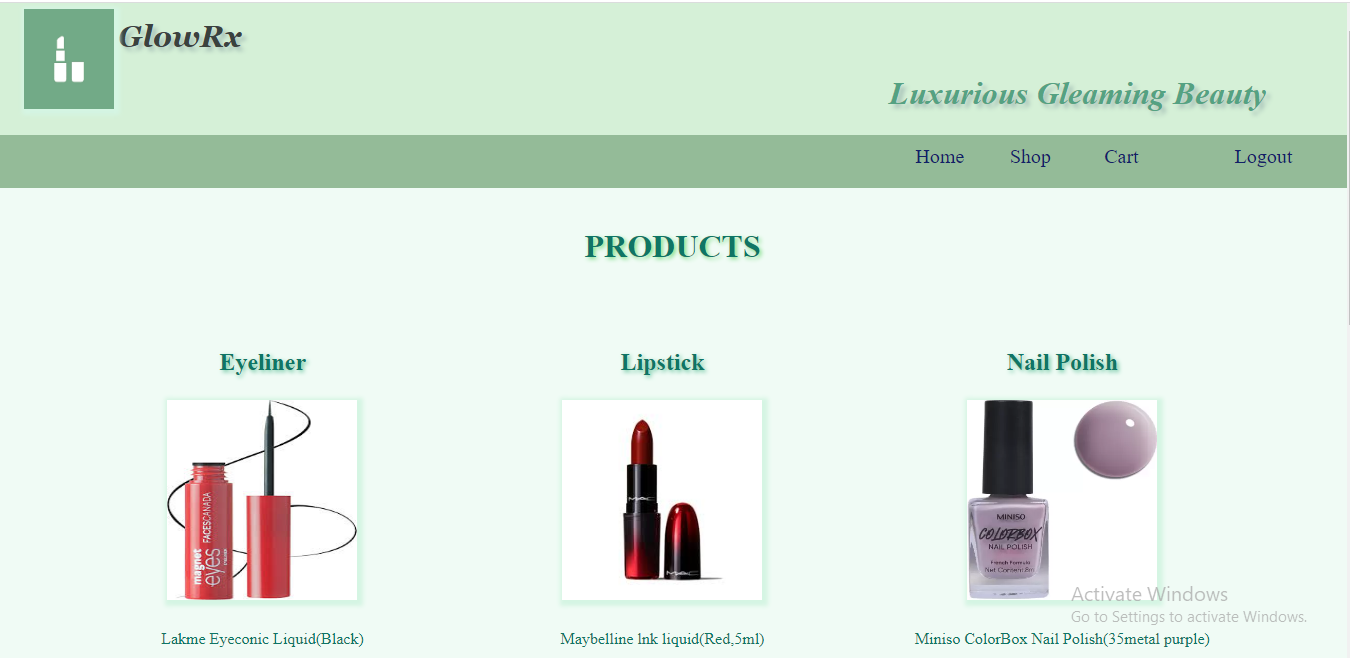 GlowRx
Luxurious Gleaming Beauty
Home Shop Cart Logout
PRODUCTS
Eyeliner Lipstick Nail Polish
magnet
eyes
FACESCANADA
MAC
MAC
MINISO
COLORBOX
NAIL POLISH
French Formula
Net Content:8ml
Activate Windows
Go to Settings to activate Windows.
Lakme Eyeconic Liquid(Black) Maybelline lnk liquid(Red,5ml) Miniso ColorBox Nail Polish(35metal purple)